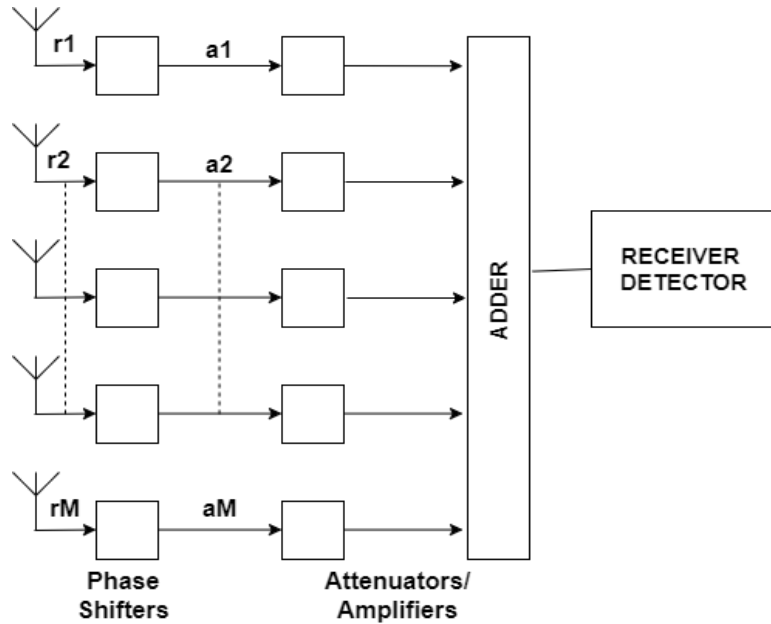 r1
a1
r2
a2
ADDER
RECEIVER
DETECTOR
rM
aM
Phase
Shifters
Attenuators/
Amplifiers